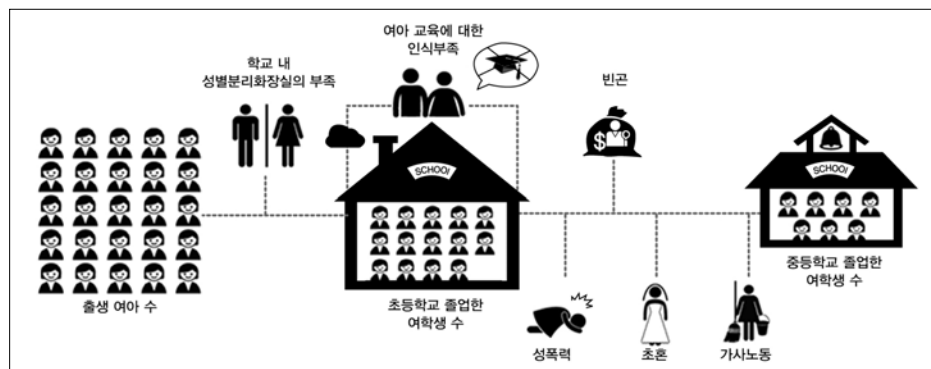 여아 교육에 대한
인식부족
학교 내
성별분리화장실의 부족
빈곤
$
SCHOOL
SCHOOL
출생 여아 수
초등학교 졸업한
여학생 수
중등학교 졸업한
여학생 수
성폭력
초혼
가사노동